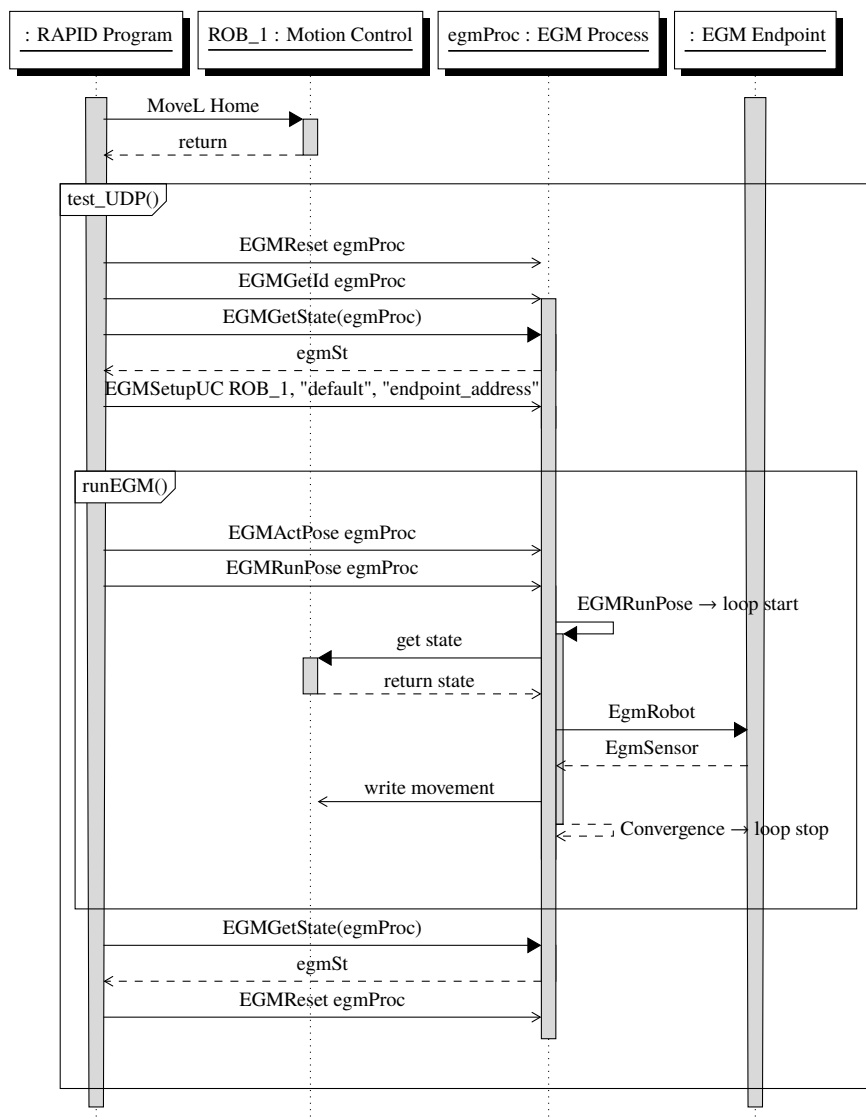 : RAPID Program
ROB_1 : Motion Control
egmProc : EGM Process
: EGM Endpoint
MoveL Home
return
test_UDP()
EGMReset egmProc
EGMGetId egmProc
EGMGetState(egmProc)
egmSt
EGMSetupUC ROB_1, "default", "endpoint_address"
runEGM()
EGMActPose egmProc
EGMRunPose egmProc
EGMRunPose → loop start
get state
return state
EgmRobot
EgmSensor
write movement
Convergence → loop stop
EGMGetState(egmProc)
egmSt
EGMReset egmProc